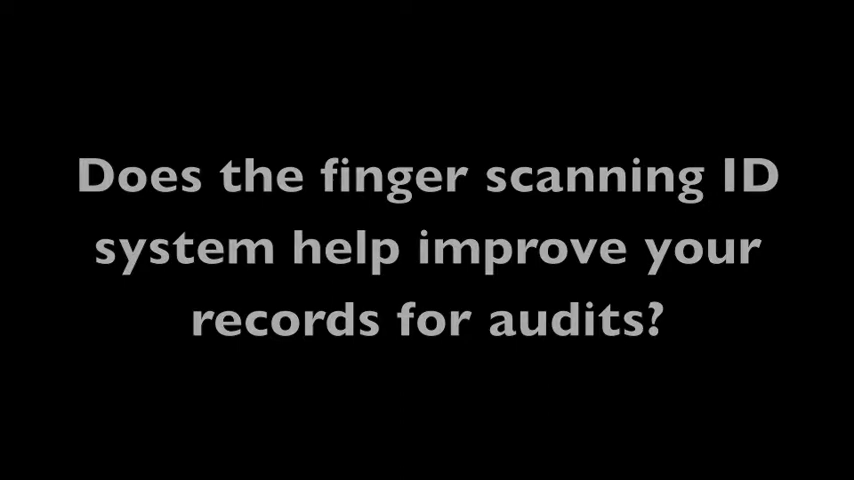 Does the finger scanning ID
system help improve your
records for audits?